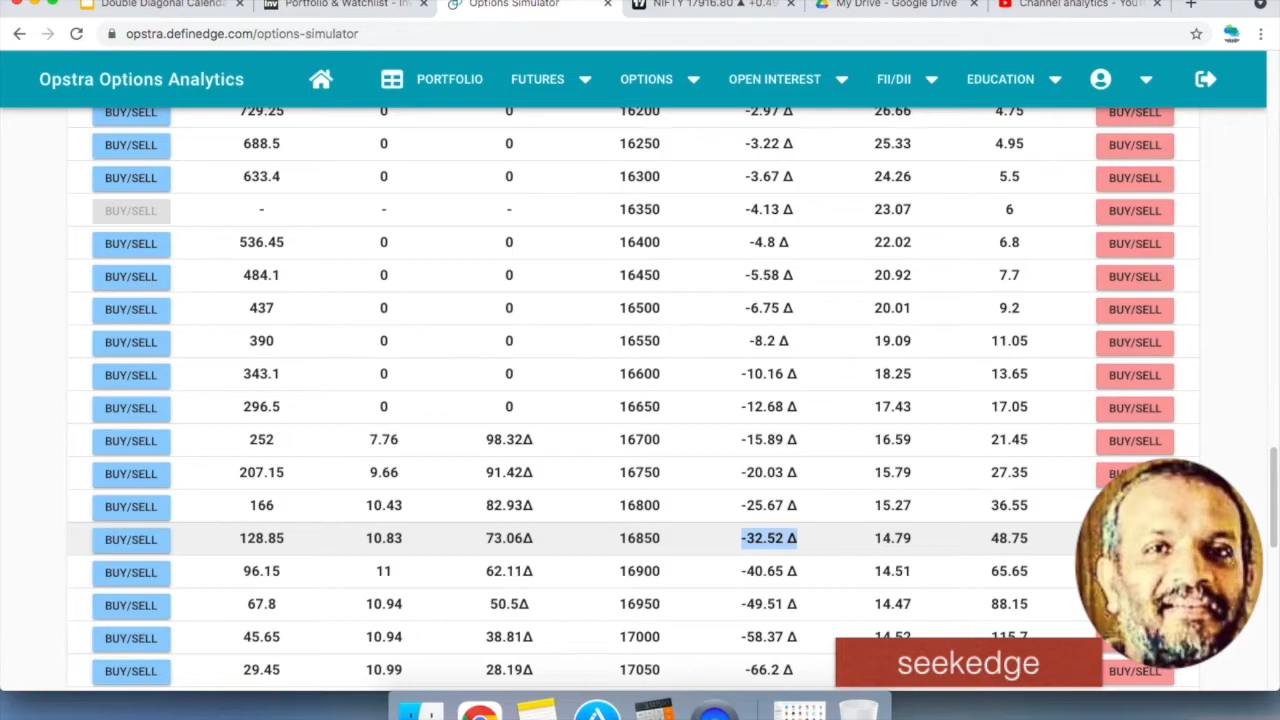 Double Diagonal Calenda × Portfolio & Watchlist - Inv × Options Simulator × NIFTY 17916.80 ▲ +0.49 × My Drive - Google Drive × Channel analytics - YouT × +
opstra.definedge.com/options-simulator
Opstra Options Analytics PORTFOLIO FUTURES OPTIONS OPEN INTEREST FII/DII EDUCATION
BUY/SELL 729.25 0 0 16200 -2.97 Δ 26.66 4.75 BUY/SELL
BUY/SELL 688.5 0 0 16250 -3.22 Δ 25.33 4.95 BUY/SELL
BUY/SELL 633.4 0 0 16300 -3.67 Δ 24.26 5.5 BUY/SELL
BUY/SELL - - - 16350 -4.13 Δ 23.07 6 BUY/SELL
BUY/SELL 536.45 0 0 16400 -4.8 Δ 22.02 6.8 BUY/SELL
BUY/SELL 484.1 0 0 16450 -5.58 Δ 20.92 7.7 BUY/SELL
BUY/SELL 437 0 0 16500 -6.75 Δ 20.01 9.2 BUY/SELL
BUY/SELL 390 0 0 16550 -8.2 Δ 19.09 11.05 BUY/SELL
BUY/SELL 343.1 0 0 16600 -10.16 Δ 18.25 13.65 BUY/SELL
BUY/SELL 296.5 0 0 16650 -12.68 Δ 17.43 17.05 BUY/SELL
BUY/SELL 252 7.76 98.32Δ 16700 -15.89 Δ 16.59 21.45 BUY/SELL
BUY/SELL 207.15 9.66 91.42Δ 16750 -20.03 Δ 15.79 27.35
BUY/SELL 166 10.43 82.93Δ 16800 -25.67 Δ 15.27 36.55
BUY/SELL 128.85 10.83 73.06Δ 16850 -32.52 Δ 14.79 48.75
BUY/SELL 96.15 11 62.11Δ 16900 -40.65 Δ 14.51 65.65
BUY/SELL 67.8 10.94 50.5Δ 16950 -49.51 Δ 14.47 88.15
BUY/SELL 45.65 10.94 38.81Δ 17000 -58.37 Δ 14.52 115.7
BUY/SELL 29.45 10.99 28.19Δ 17050 -66.2 Δ BUY/SELL
seekedge